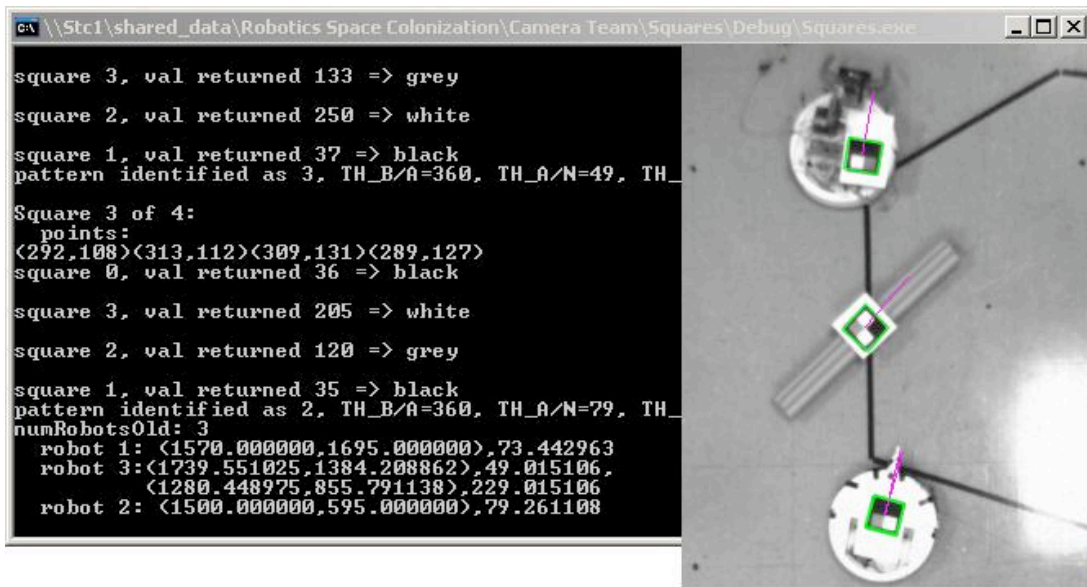 \\Stc1\shared_data\Robotics Space Colonization\Camera Team\Squares\Debug\Squares.exe
square 3, val returned 133 => grey
square 2, val returned 250 => white
square 1, val returned 37 => black
pattern identified as 3, TH_B/A=360, TH_A/N=49, TH_
Square 3 of 4:
points:
(292,108)(313,112)(309,131)(289,127)
square 0, val returned 36 => black
square 3, val returned 205 => white
square 2, val returned 120 => grey
square 1, val returned 35 => black
pattern identified as 2, TH_B/A=360, TH_A/N=79, TH_
numRobotsOld: 3
robot 1: (1570.000000,1695.000000),73.442963
robot 3:(1739.551025,1384.208862),49.015106,
(1280.448975,855.791138),229.015106
robot 2: (1500.000000,595.000000),79.261108